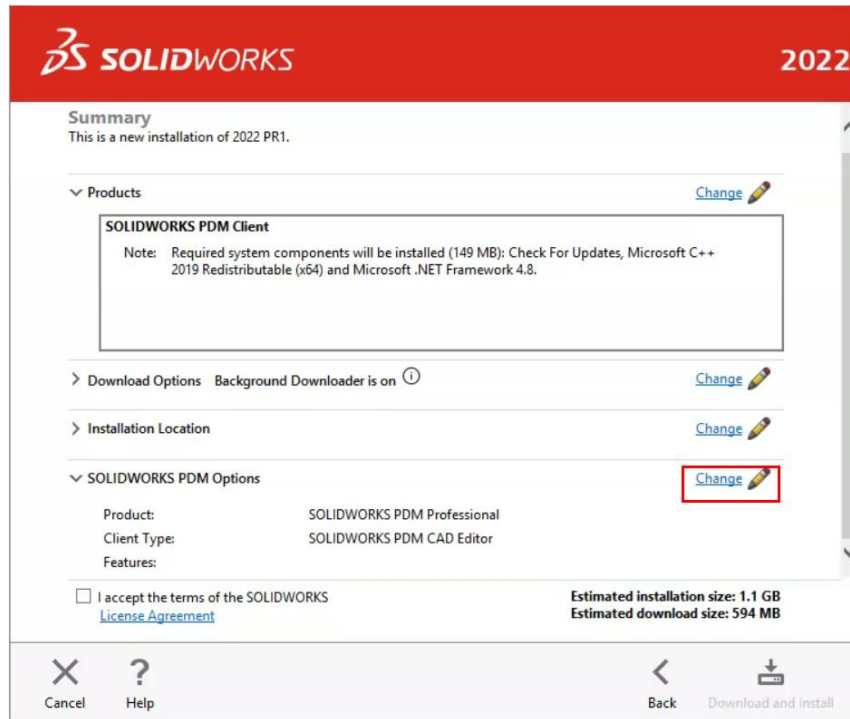 SOLIDWORKS
2022
Summary
This is a new installation of 2022 PR1.
Products
Change
SOLIDWORKS PDM Client
Note: Required system components will be installed (149 MB): Check For Updates, Microsoft C++
2019 Redistributable (x64) and Microsoft .NET Framework 4.8.
Download Options Background Downloader is on
Change
Installation Location
Change
SOLIDWORKS PDM Options
Change
Product: SOLIDWORKS PDM Professional
Client Type: SOLIDWORKS PDM CAD Editor
Features:
I accept the terms of the SOLIDWORKS
License Agreement
Estimated installation size: 1.1 GB
Estimated download size: 594 MB
Cancel
Help
Back
Download and Install